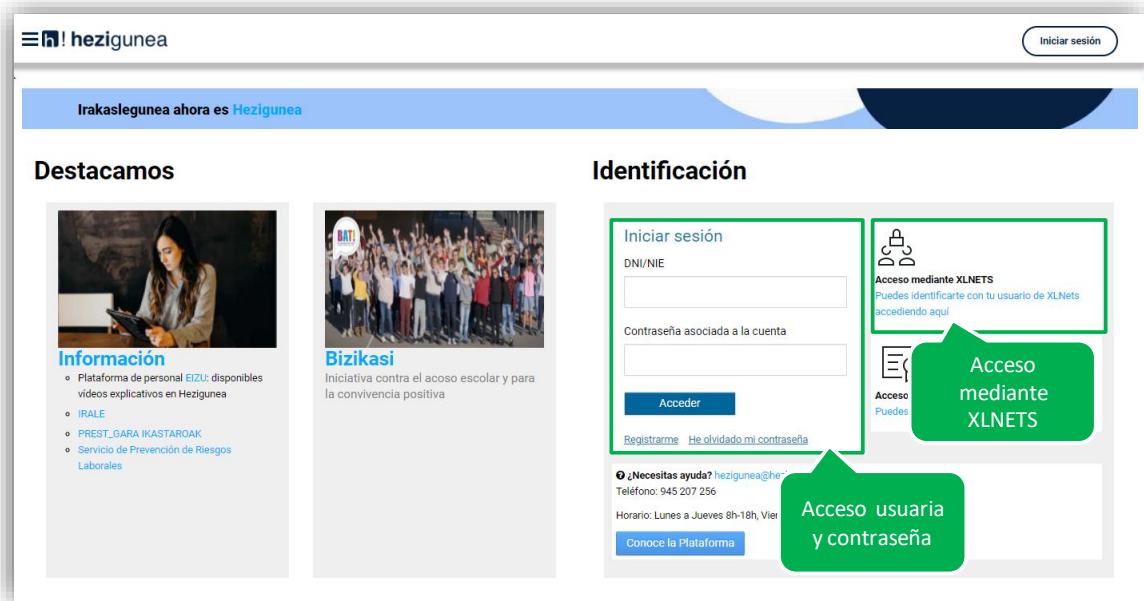 h! hezigunea
Iniciar sesión
Irakaslegunea ahora es Hezigunea
Destacamos
BAT!
Información
Plataforma de personal EIZU: disponibles
vídeos explicativos en Hezigunea
IRALE
PREST_GARA IKASTAROAK
Servicio de Prevención de Riesgos
Laborales
Bizikasi
Iniciativa contra el acoso escolar y para
la convivencia positiva
Identificación
Iniciar sesión
DNI/NIE
Contraseña asociada a la cuenta
Acceder
Registrarme He olvidado mi contraseña
Acceso mediante XLNETS
Puedes identificarte con tu usuario de XLNets
accediendo aquí
Acceso
Puedes
Acceso
mediante
XLNETS
¿Necesitas ayuda?
Teléfono: 945 207 256
Horario: Lunes a Jueves 8h-18h,
Conoce la Plataforma
Acceso usuaria
y contraseña